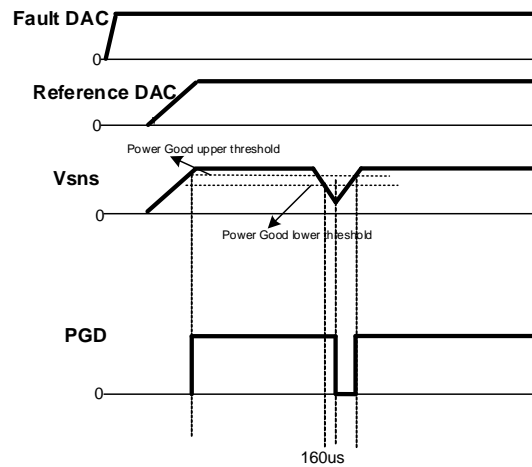 Fault DAC
0
Reference DAC
0
Power Good upper threshold
Vsns
0
Power Good lower threshold
PGD
0
160us